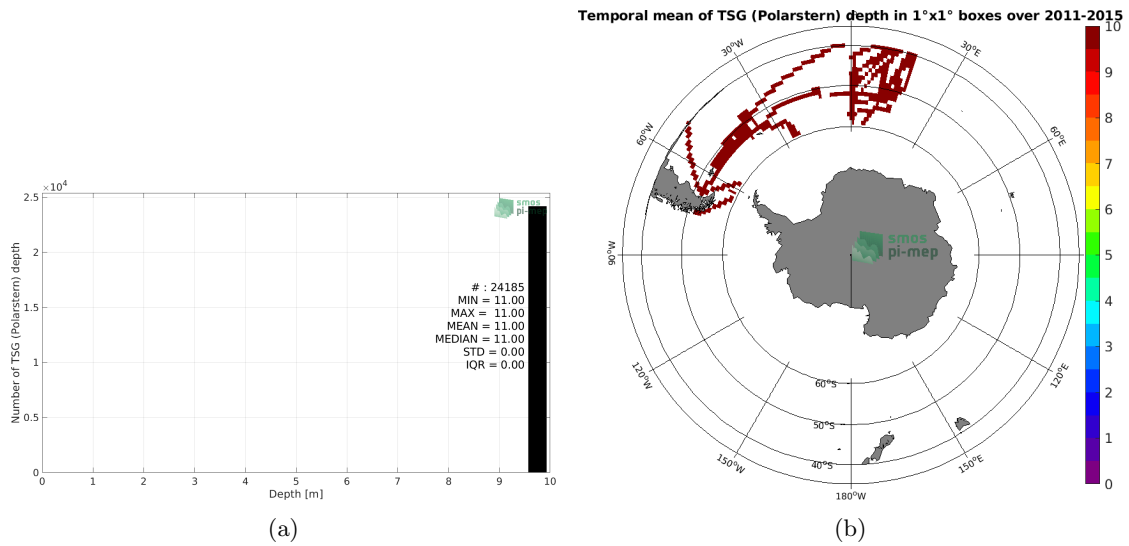 ×10⁴
2.5
2
1.5
1
0.5
0
0 1 2 3 4 5 6 7 8 9 10
Number of TSG (Polarstern) depth
Depth [m]
smos
pi-mep
# : 24185
MIN = 11.00
MAX = 11.00
MEAN = 11.00
MEDIAN = 11.00
STD = 0.00
IQR = 0.00
(a)
Temporal mean of TSG (Polarstern) depth in 1°x1° boxes over 2011-2015
30°W
30°E
60°W
60°E
90°W
120°W
120°E
150°W
150°E
180°W
60°S
50°S
40°S
smos
pi-mep
10
9
8
7
6
5
4
3
2
1
0
(b)